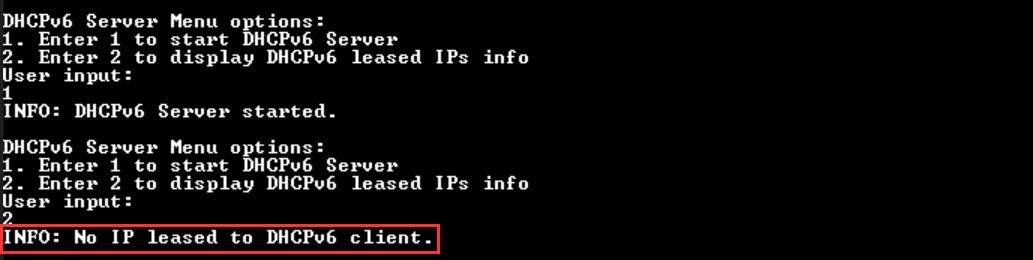 DHCPv6 Server Menu options:
1. Enter 1 to start DHCPv6 Server
2. Enter 2 to display DHCPv6 leased IPs info
User input:
1
INFO: DHCPv6 Server started.
DHCPv6 Server Menu options:
1. Enter 1 to start DHCPv6 Server
2. Enter 2 to display DHCPv6 leased IPs info
User input:
2
INFO: No IP leased to DHCPv6 client.